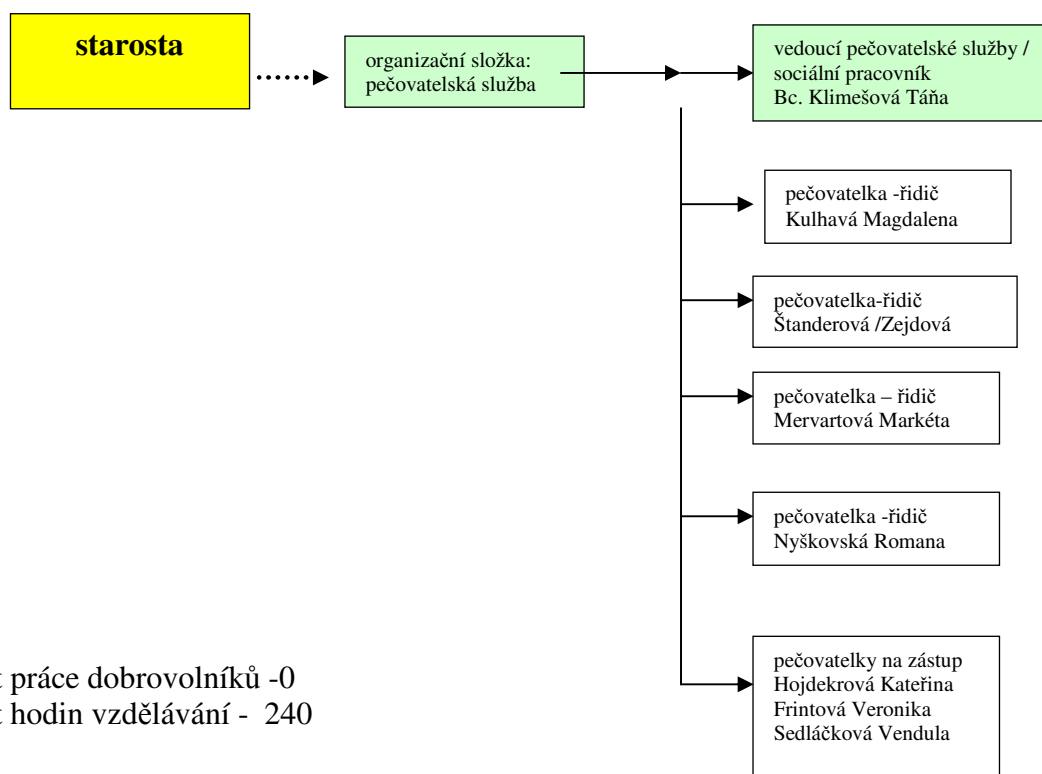 starosta
organizační složka:
pečovatelská služba
vedoucí pečovatelské služby /
sociální pracovník
Bc. Klimešová Táňa
pečovatelka -řidič
Kulhavá Magdalena
pečovatelka-řidič
Štanderová /Zejdová
pečovatelka – řidič
Mervartová Markéta
pečovatelka -řidič
Nyškovská Romana
pečovatelky na zástup
Hojdekrová Kateřina
Frintová Veronika
Sedláčková Vendula
t práce dobrovolníků -0
t hodin vzdělávání - 240